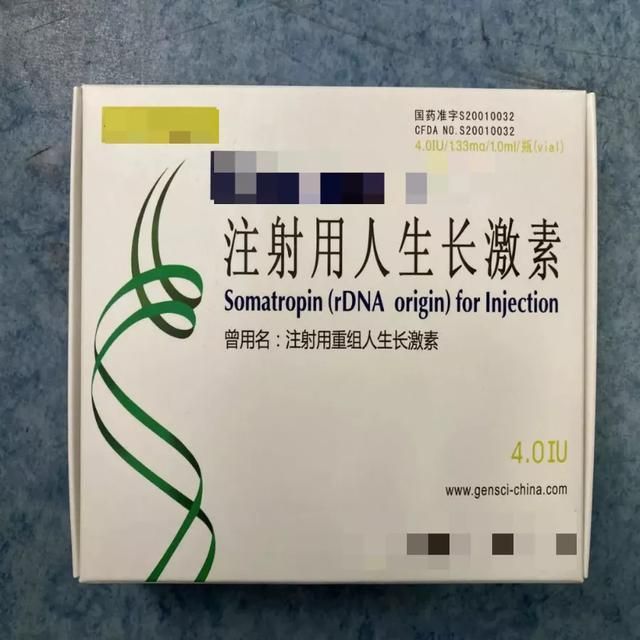 国药准字S20010032
CFDA NO.S20010032
4.0IU/1.33mg/1.0ml/瓶(vial)
注射用人生长激素
Somatropin (rDNA origin) for Injection
曾用名：注射用重组人生长激素
4.0IU
www.gensci-china.com